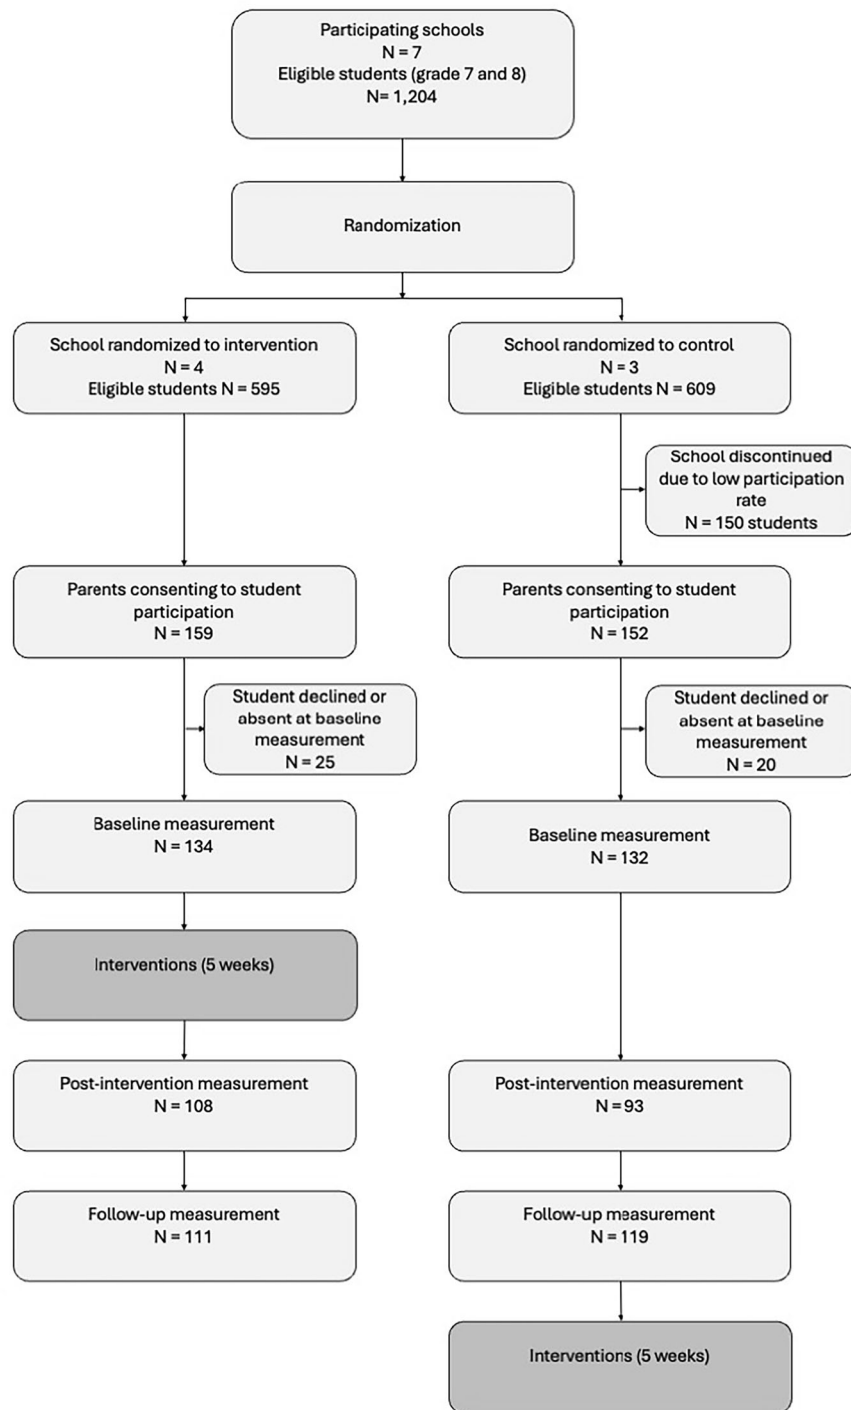 Participating schools
N = 7
Eligible students (grade 7 and 8)
N= 1,204
Randomization
School randomized to intervention
N = 4
Eligible students N = 595
School randomized to control
N = 3
Eligible students N = 609
School discontinued
due to low participation
rate
N = 150 students
Parents consenting to student
participation
N = 159
Parents consenting to student
participation
N = 152
Student declined or
absent at baseline
measurement
N = 25
Student declined or
absent at baseline
measurement
N = 20
Baseline measurement
N = 134
Baseline measurement
N = 132
Interventions (5 weeks)
Post-intervention measurement
N = 108
Post-intervention measurement
N = 93
Follow-up measurement
N = 111
Follow-up measurement
N = 119
Interventions (5 weeks)